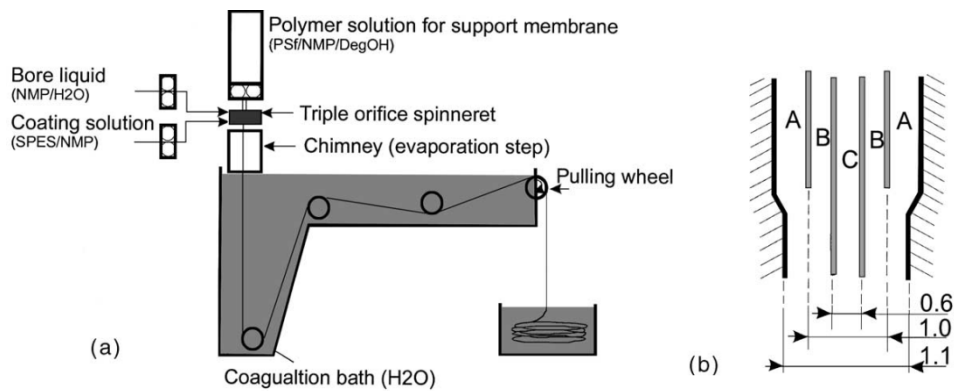 Polymer solution for support membrane
(PSf/NMP/DegOH)
Bore liquid
(NMP/H2O)
Coating solution
(SPES/NMP)
Triple orifice spinneret
Chimney (evaporation step)
Pulling wheel
(a)
Coagualtion bath (H2O)
A
B
C
B
A
0.6
1.0
1.1
(b)